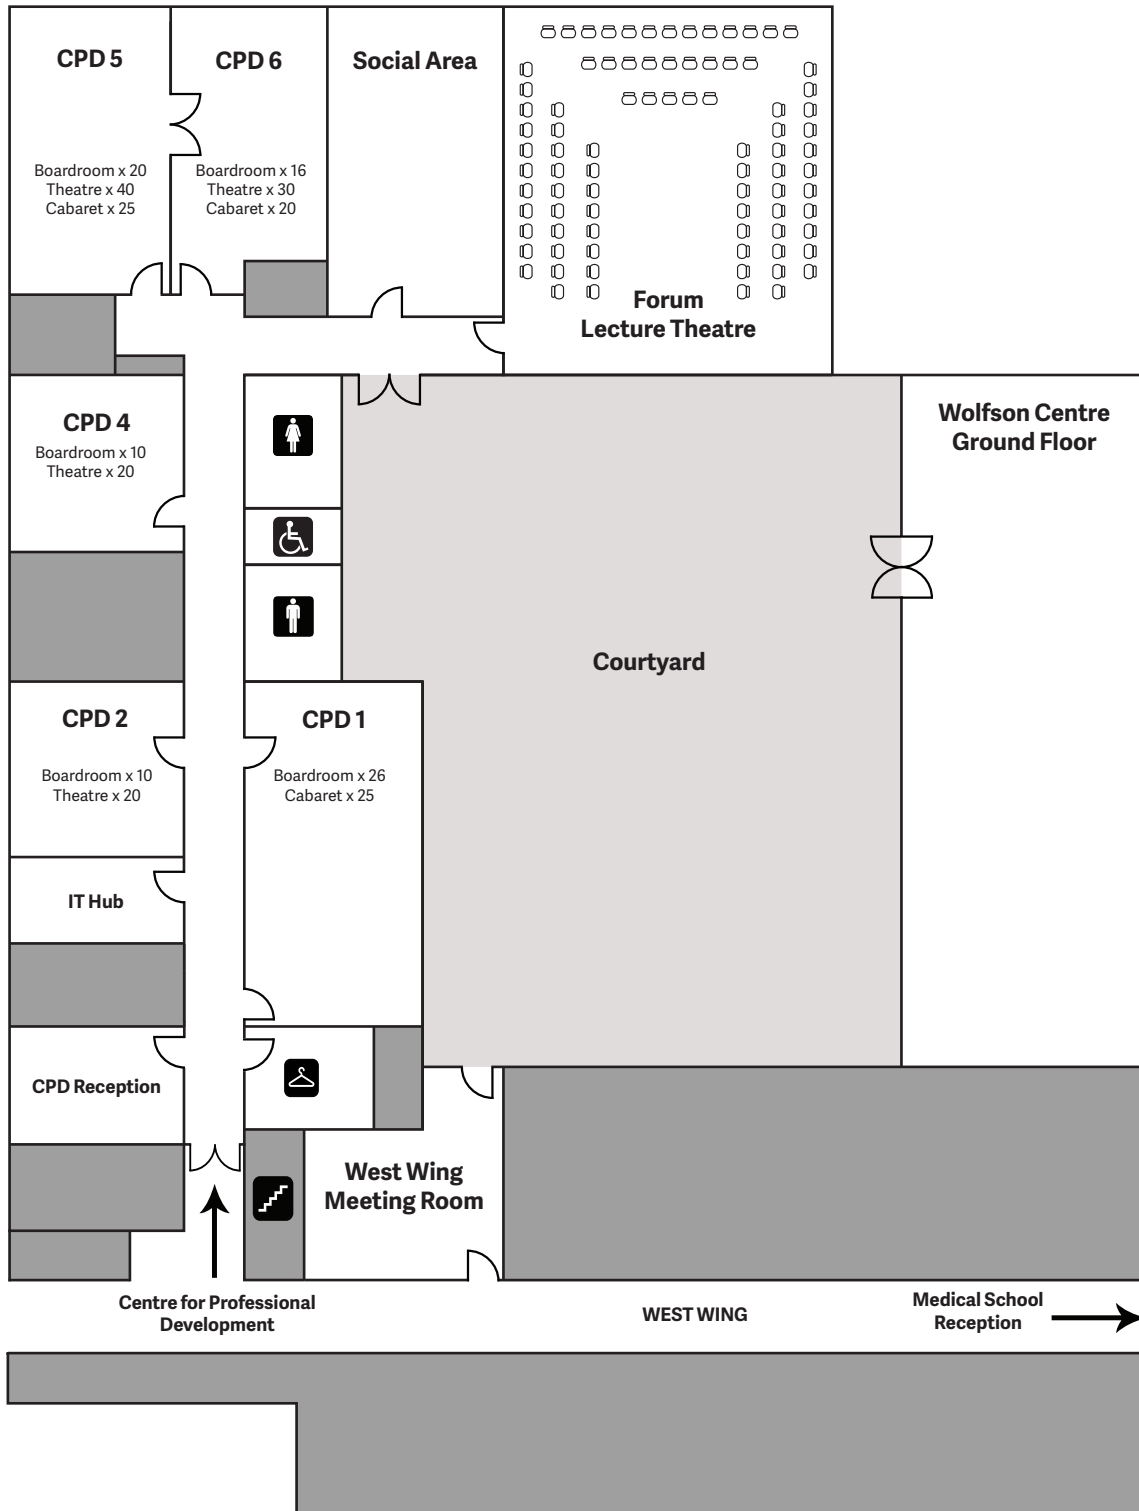 CPD 5
Boardroom x 20
Theatre x 40
Cabaret x 25
CPD 6
Boardroom x 16
Theatre x 30
Cabaret x 20
Social Area
Forum
Lecture Theatre
CPD 4
Boardroom x 10
Theatre x 20
Wolfson Centre
Ground Floor
Courtyard
CPD 2
Boardroom x 10
Theatre x 20
CPD 1
Boardroom x 26
Cabaret x 25
IT Hub
CPD Reception
West Wing
Meeting Room
Centre for Professional
Development
WEST WING
Medical School
Reception